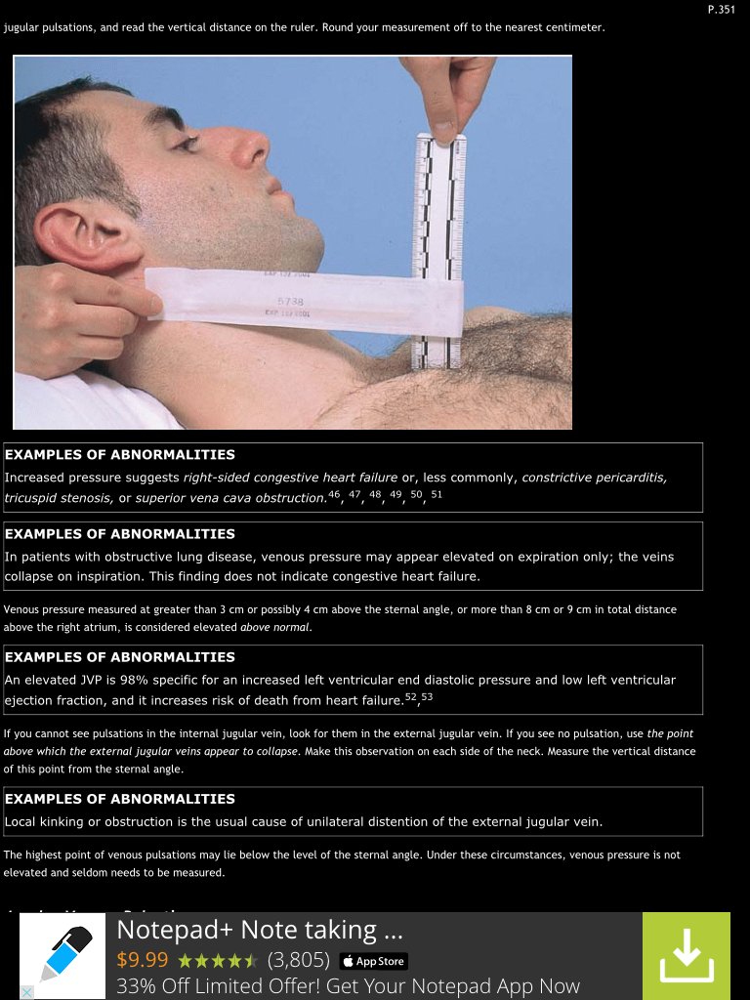 P.351
jugular pulsations, and read the vertical distance on the ruler. Round your measurement off to the nearest centimeter.
EXP 192 2001
5738
EXAMPLES OF ABNORMALITIES
Increased pressure suggests right-sided congestive heart failure or, less commonly, constrictive pericarditis,
tricuspid stenosis, or superior vena cava obstruction.46, 47, 48, 49, 50, 51
EXAMPLES OF ABNORMALITIES
In patients with obstructive lung disease, venous pressure may appear elevated on expiration only; the veins
collapse on inspiration. This finding does not indicate congestive heart failure.
Venous pressure measured at greater than 3 cm or possibly 4 cm above the sternal angle, or more than 8 cm or 9 cm in total distance
above the right atrium, is considered elevated above normal.
EXAMPLES OF ABNORMALITIES
An elevated JVP is 98% specific for an increased left ventricular end diastolic pressure and low left ventricular
ejection fraction, and it increases risk of death from heart failure.52,53
If you cannot see pulsations in the internal jugular vein, look for them in the external jugular vein. If you see no pulsation, use the point
above which the external jugular veins appear to collapse. Make this observation on each side of the neck. Measure the vertical distance
of this point from the sternal angle.
EXAMPLES OF ABNORMALITIES
Local kinking or obstruction is the usual cause of unilateral distention of the external jugular vein.
The highest point of venous pulsations may lie below the level of the sternal angle. Under these circumstances, venous pressure is not
elevated and seldom needs to be measured.
Notepad+ Note taking ...
$9.99 (3,805) App Store
33% Off Limited Offer! Get Your Notepad App Now